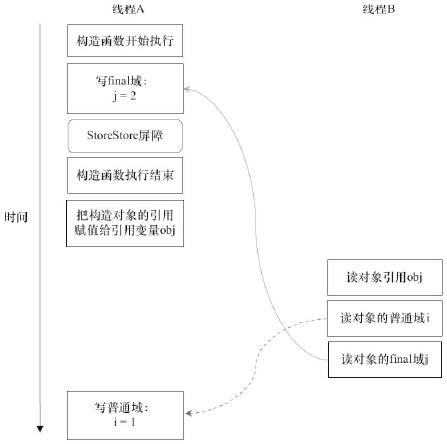 线程A
线程B
构造函数开始执行
写final域：
j = 2
StoreStore屏障
构造函数执行结束
把构造对象的引用
赋值给引用变量obj
时间
读对象引用obj
读对象的普通域i
读对象的final域j
写普通域：
i = 1